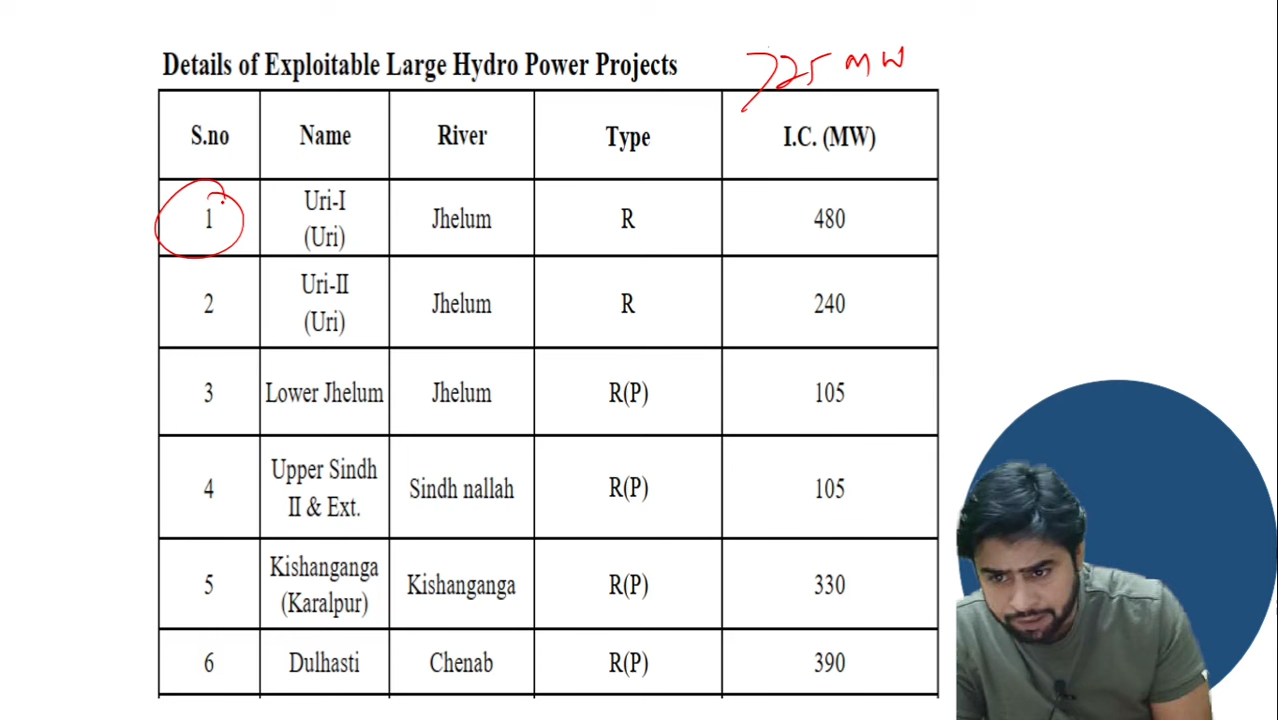 Details of Exploitable Large Hydro Power Projects
>25 MW
S.no Name River Type I.C. (MW)
1 Uri-I (Uri) Jhelum R 480
2 Uri-II (Uri) Jhelum R 240
3 Lower Jhelum Jhelum R(P) 105
4 Upper Sindh II & Ext. Sindh nallah R(P) 105
5 Kishanganga (Karalpur) Kishanganga R(P) 330
6 Dulhasti Chenab R(P) 390